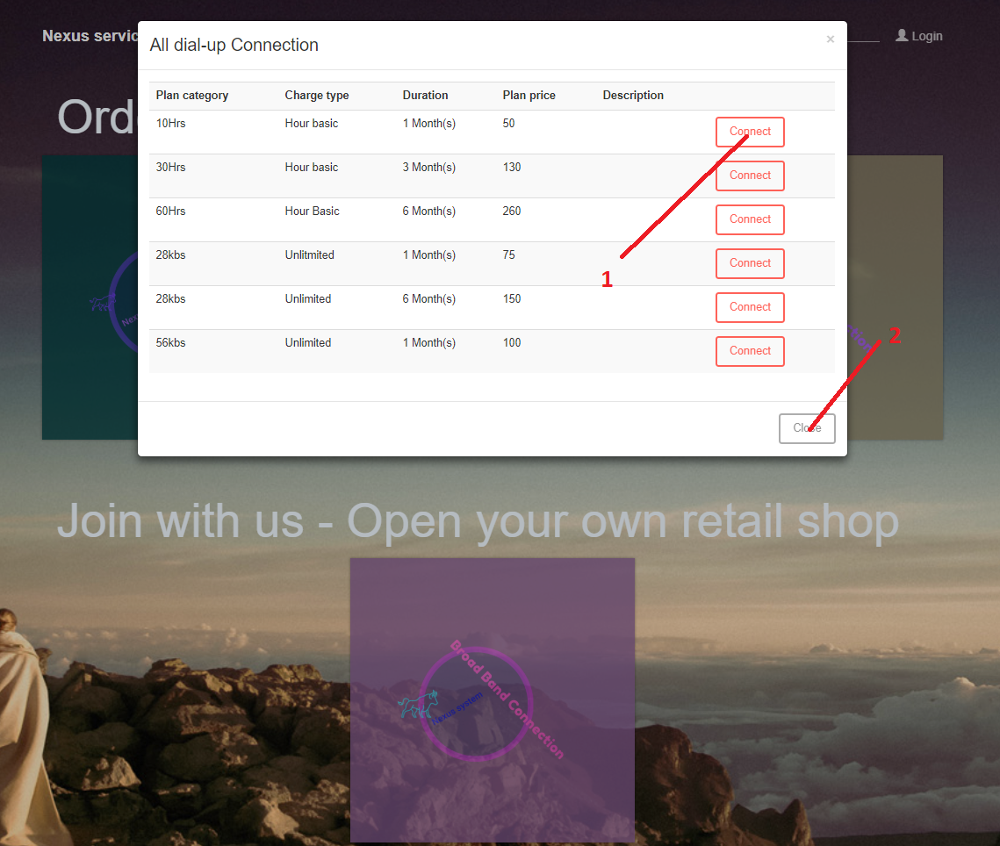 Nexus servic
All dial-up Connection
×
Login
Plan category Charge type Duration Plan price Description
10Hrs Hour basic 1 Month(s) 50 Connect
30Hrs Hour basic 3 Month(s) 130 Connect
60Hrs Hour Basic 6 Month(s) 260 Connect
28kbs Unlitmited 1 Month(s) 75 Connect
28kbs Unlimited 6 Month(s) 150 Connect
56kbs Unlimited 1 Month(s) 100 Connect
1
2
Close
Ord
Nex
Join with us - Open your own retail shop
Broad Band Connection
Nexus system